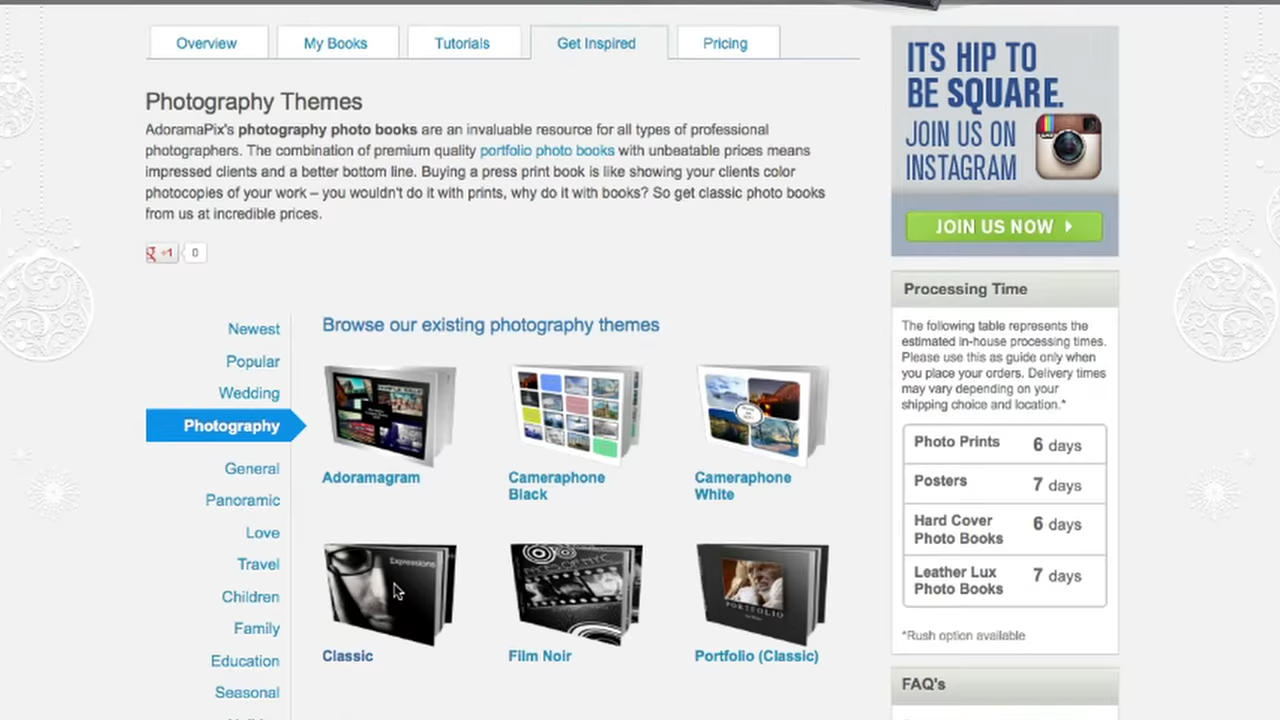 Overview
My Books
Tutorials
Get Inspired
Pricing
Photography Themes
AdoramaPix's photography photo books are an invaluable resource for all types of professional
photographers. The combination of premium quality portfolio photo books with unbeatable prices means
impressed clients and a better bottom line. Buying a press print book is like showing your clients color
photocopies of your work – you wouldn't do it with prints, why do it with books? So get classic photo books
from us at incredible prices.
g +1
0
Newest
Popular
Wedding
Photography
General
Panoramic
Love
Travel
Children
Family
Education
Seasonal
Browse our existing photography themes
Adoramagram
Cameraphone
Black
Cameraphone
White
Expressions
Classic
Film Noir
PORTFOLIO
Portfolio (Classic)
ITS HIP TO
BE SQUARE.
JOIN US ON
INSTAGRAM
JOIN US NOW
Processing Time
The following table represents the
estimated in-house processing times.
Please use this as guide only when
you place your orders. Delivery times
may vary depending on your
shipping choice and location.*
Photo Prints 6 days
Posters 7 days
Hard Cover
Photo Books 6 days
Leather Lux
Photo Books 7 days
*Rush option available
FAQ's